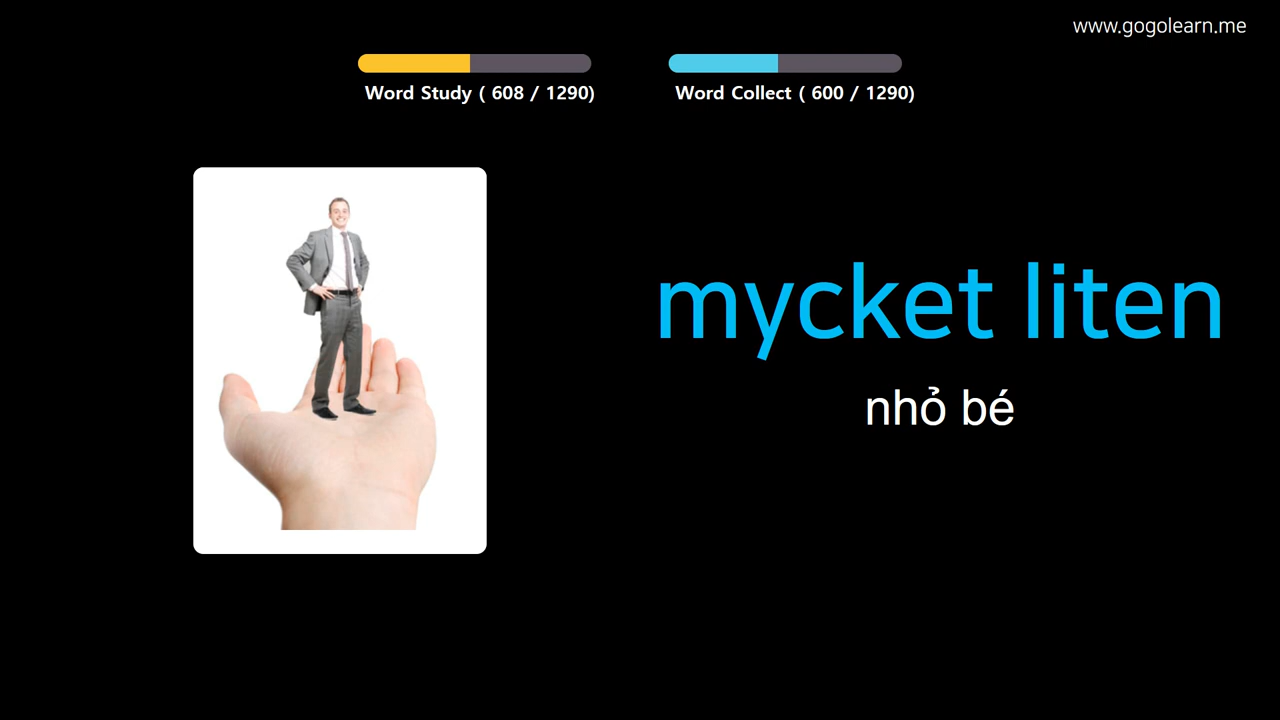 www.gogolearn.me
Word Study ( 608 / 1290)
Word Collect ( 600 / 1290)
mycket liten
nhỏ bé